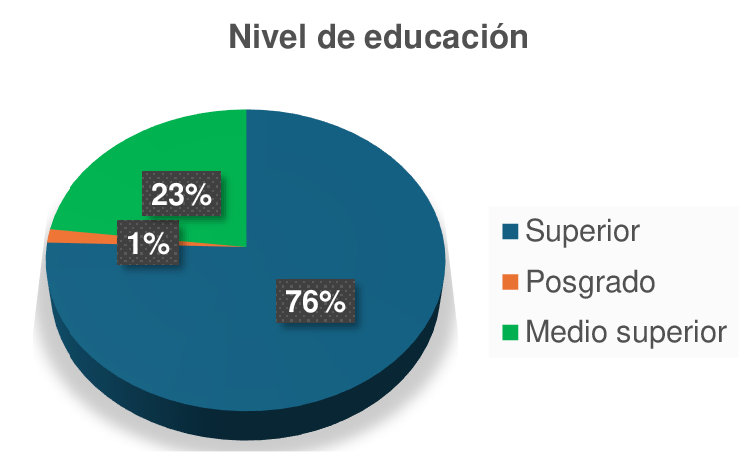 Nivel de educación
23%
1%
76%
Superior
Posgrado
Medio superior